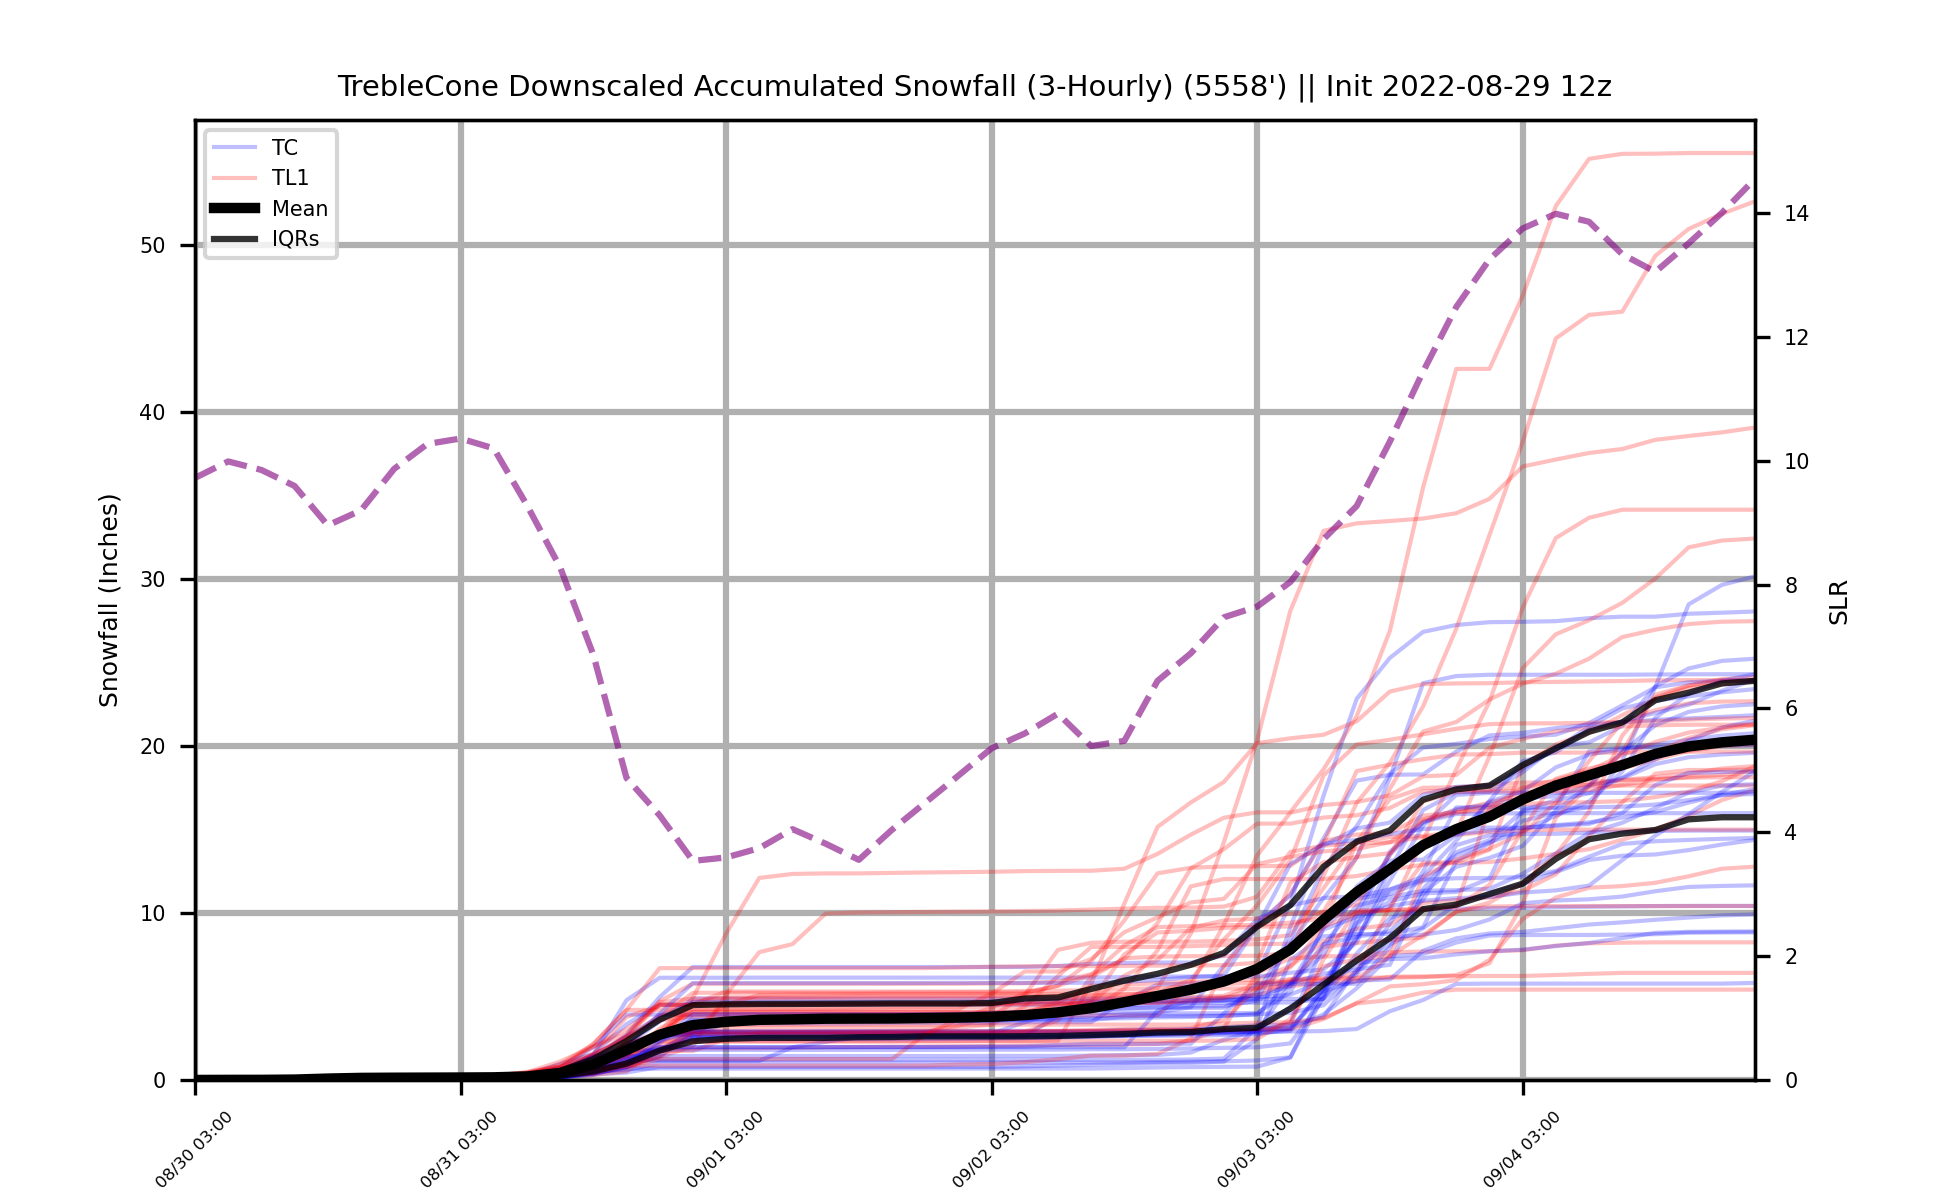 TrebleCone Downscaled Accumulated Snowfall (3-Hourly) (5558') || Init 2022-08-29 12z
TC
TL1
Mean
IQRs
50
40
30
20
10
0
Snowfall (Inches)
14
12
10
8
6
4
2
0
SLR
08/30 03:00
08/31 03:00
09/01 03:00
09/02 03:00
09/03 03:00
09/04 03:00